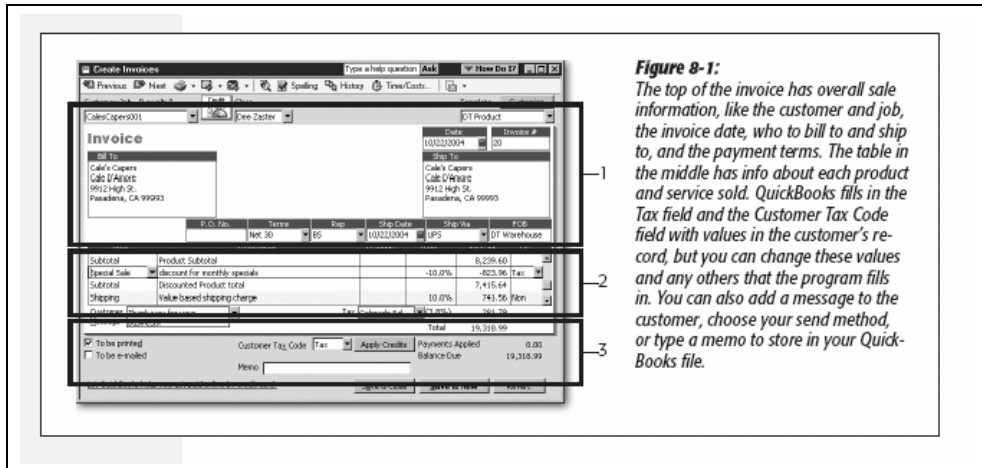 Create Invoices Type a help question Ask How Do I?
Previous Next Spelling History Time/Costs...
CalesCapers001 Dee Zaster DT Product
Invoice
Date Invoice #
10/22/2004 20
Bill To Ship To
Cale's Capers Cale's Capers
Cale D'Amore Cale D'Amore
9912 High St. 9912 High St.
Pasadena, CA 99993 Pasadena, CA 99993
P.O. No. Terms Rep Ship Date Ship Via FOB
Net 30 BS 10/22/2004 UPS DT Warehouse
Subtotal Product Subtotal 8,239.60
Special Sale discount for monthly specials -10.0% -823.96 Tax
Subtotal Discounted Product total 7,415.64
Shipping Value based shipping charge 10.0% 741.56 Non
Tax
Total 19,318.99
To be printed Customer Tax Code Tax Apply Credits Payments Applied 0.00
To be e-mailed Balance Due 19,318.99
Memo
1
2
3
Figure 8-1:
The top of the invoice has overall sale
information, like the customer and job,
the invoice date, who to bill to and ship
to, and the payment terms. The table in
the middle has info about each product
and service sold. QuickBooks fills in the
Tax field and the Customer Tax Code
field with values in the customer's re-
cord, but you can change these values
and any others that the program fills
in. You can also add a message to the
customer, choose your send method,
or type a memo to store in your Quick-
Books file.